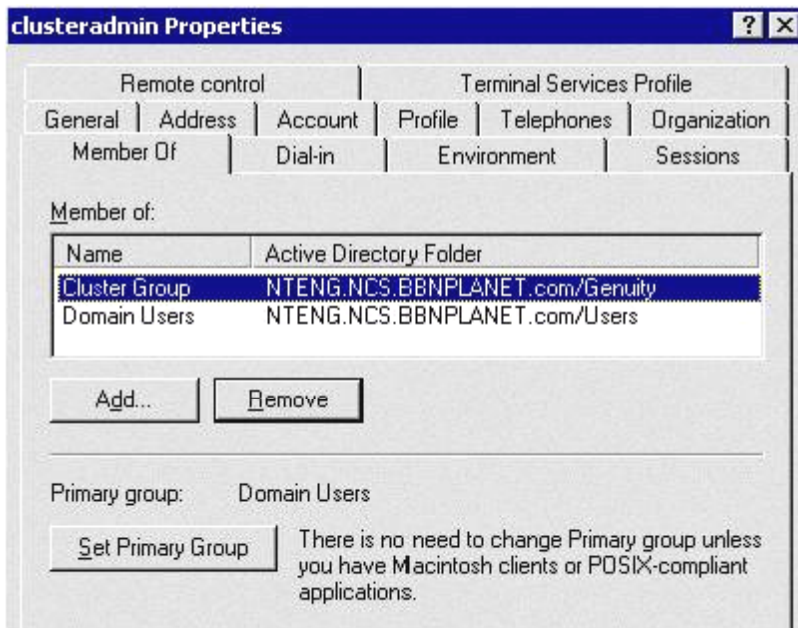 clusteradmin Properties
Remote control Terminal Services Profile
General Address Account Profile Telephones Organization
Member Of Dial-in Environment Sessions
Member of:
Name Active Directory Folder
Cluster Group NTENG.NCS.BBNPLANET.com/Genuity
Domain Users NTENG.NCS.BBNPLANET.com/Users
Add... Remove
Primary group: Domain Users
Set Primary Group
There is no need to change Primary group unless
you have Macintosh clients or POSIX-compliant
applications.